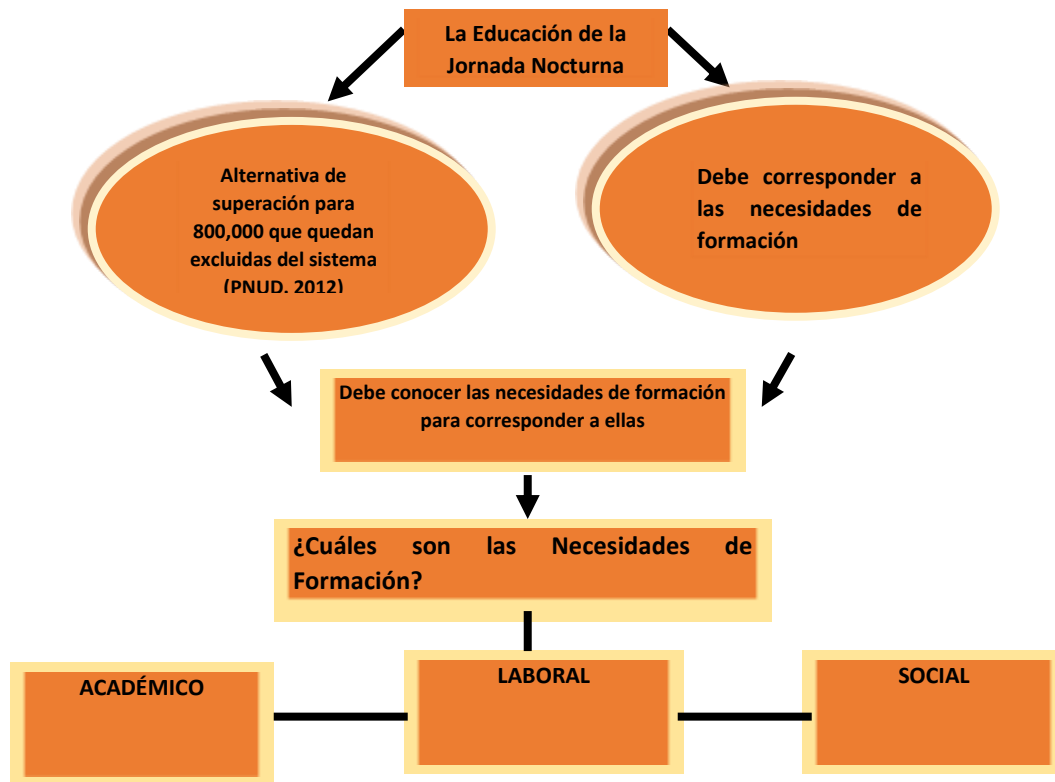 La Educación de la
Jornada Nocturna
Alternativa de
superación para
800,000 que quedan
excluidas del sistema
(PNUD, 2012)
Debe corresponder a
las necesidades de
formación
Debe conocer las necesidades de formación
para corresponder a ellas
¿Cuáles son las Necesidades de
Formación?
ACADÉMICO
LABORAL
SOCIAL